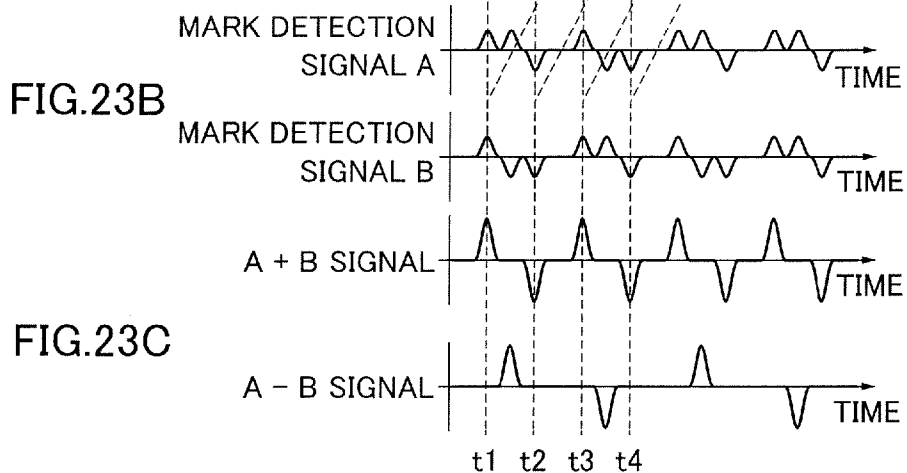 MARK DETECTION
SIGNAL A
TIME
FIG.23B
MARK DETECTION
SIGNAL B
TIME
A + B SIGNAL
TIME
FIG.23C
A - B SIGNAL
TIME
t1 t2 t3 t4